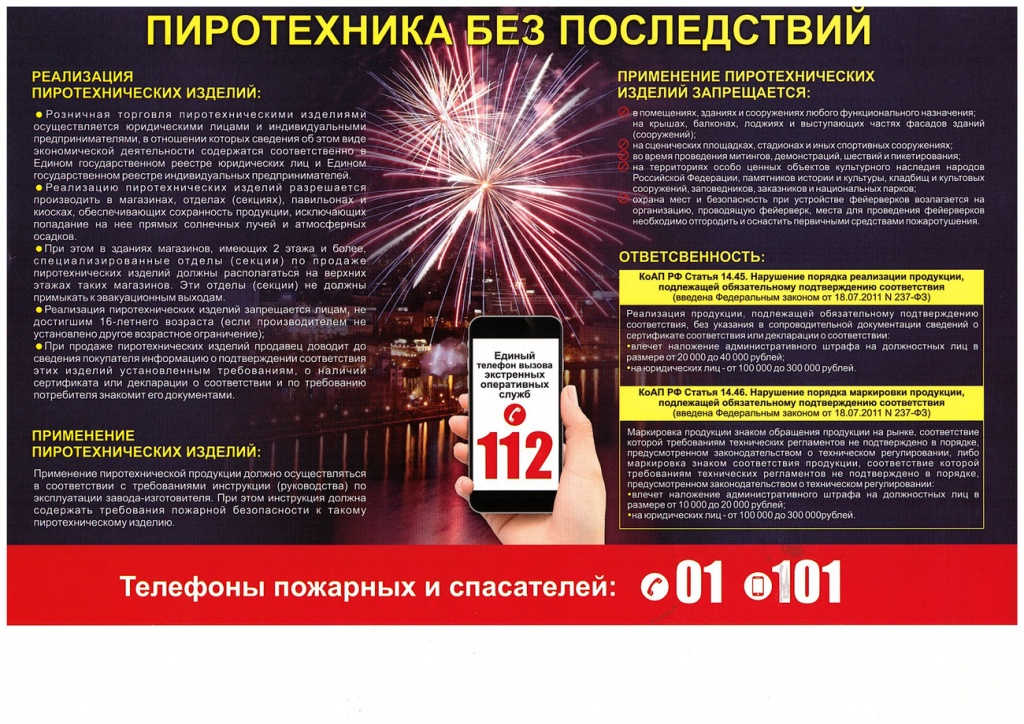 ПИРОТЕХНИКА БЕЗ ПОСЛЕДСТВИЙ
РЕАЛИЗАЦИЯ
ПИРОТЕХНИЧЕСКИХ ИЗДЕЛИЙ:
●Розничная торговля пиротехническими изделиями
осуществляется юридическими лицами и индивидуальными
предпринимателями, в отношении которых сведения об этом виде
экономической деятельности содержатся соответственно в
Едином государственном реестре юридических лиц и Едином
государственном реестре индивидуальных предпринимателей.
●Реализацию пиротехнических изделий разрешается
производить в магазинах, отделах (секциях), павильонах и
киосках, обеспечивающих сохранность продукции, исключающих
попадание на нее прямых солнечных лучей и атмосферных
осадков.
●При этом в зданиях магазинов, имеющих 2 этажа и более,
специализированные отделы (секции) по продаже
пиротехнических изделий должны располагаться на верхних
этажах таких магазинов. Эти отделы (секции) не должны
примыкать к эвакуационным выходам.
●Реализация пиротехнических изделий запрещается лицам, не
достигшим 16-летнего возраста (если производителем не
установлено другое возрастное ограничение);
●При продаже пиротехнических изделий продавец доводит до
сведения покупателя информацию о подтверждении соответствия
этих изделий установленным требованиям, о наличии
сертификата или декларации о соответствии и по требованию
потребителя знакомит его документами.
ПРИМЕНЕНИЕ
ПИРОТЕХНИЧЕСКИХ ИЗДЕЛИЙ:
Применение пиротехнической продукции должно осуществляться
в соответствии с требованиями инструкции (руководства) по
эксплуатации завода-изготовителя. При этом инструкция должна
содержать требования пожарной безопасности к такому
пиротехническому изделию.
Единый
телефон вызова
экстренных
оперативных
служб
112
ПРИМЕНЕНИЕ ПИРОТЕХНИЧЕСКИХ
ИЗДЕЛИЙ ЗАПРЕЩАЕТСЯ:
в помещениях, зданиях и сооружениях любого функционального назначения;
на крышах, балконах, лоджиях и выступающих частях фасадов зданий
(сооружений);
на сценических площадках, стадионах и иных спортивных сооружениях;
во время проведения митингов, демонстраций, шествий и пикетирования;
на территориях особо ценных объектов культурного наследия народов
Российской Федерации, памятников истории и культуры, кладбищ и культовых
сооружений, заповедников, заказников и национальных парков;
охрана мест и безопасность при устройстве фейерверков возлагается на
организацию, проводящую фейерверк, места для проведения фейерверков
необходимо отгородить и оснастить первичными средствами пожаротушения.
ОТВЕТСВЕННОСТЬ:
КоАП РФ Статья 14.45. Нарушение порядка реализации продукции,
подлежащей обязательному подтверждению соответствия
(введена Федеральным законом от 18.07.2011 N 237-ФЗ)
Реализация продукции, подлежащей обязательному подтверждению
соответствия, без указания в сопроводительной документации сведений о
сертификате соответствия или декларации о соответствии:
•влечет наложение административного штрафа на должностных лиц в
размере от 20 000 до 40 000 рублей;
•на юридических лиц - от 100 000 до 300 000 рублей.
КоАП РФ Статья 14.46. Нарушение порядка маркировки продукции,
подлежащей обязательному подтверждению соответствия
(введена Федеральным законом от 18.07.2011 N 237-ФЗ)
Маркировка продукции знаком обращения продукции на рынке, соответствие
которой требованиям технических регламентов не подтверждено в порядке,
предусмотренном законодательством о техническом регулировании, либо
маркировка знаком соответствия продукции, соответствие которой
требованиям технических регламентов не подтверждено в порядке,
предусмотренном законодательством о техническом регулировании:
•влечет наложение административного штрафа на должностных лиц в
размере от 10 000 до 20 000 рублей;
•на юридических лиц - от 100 000 до 300 000рублей.
Телефоны пожарных и спасателей: 01 101